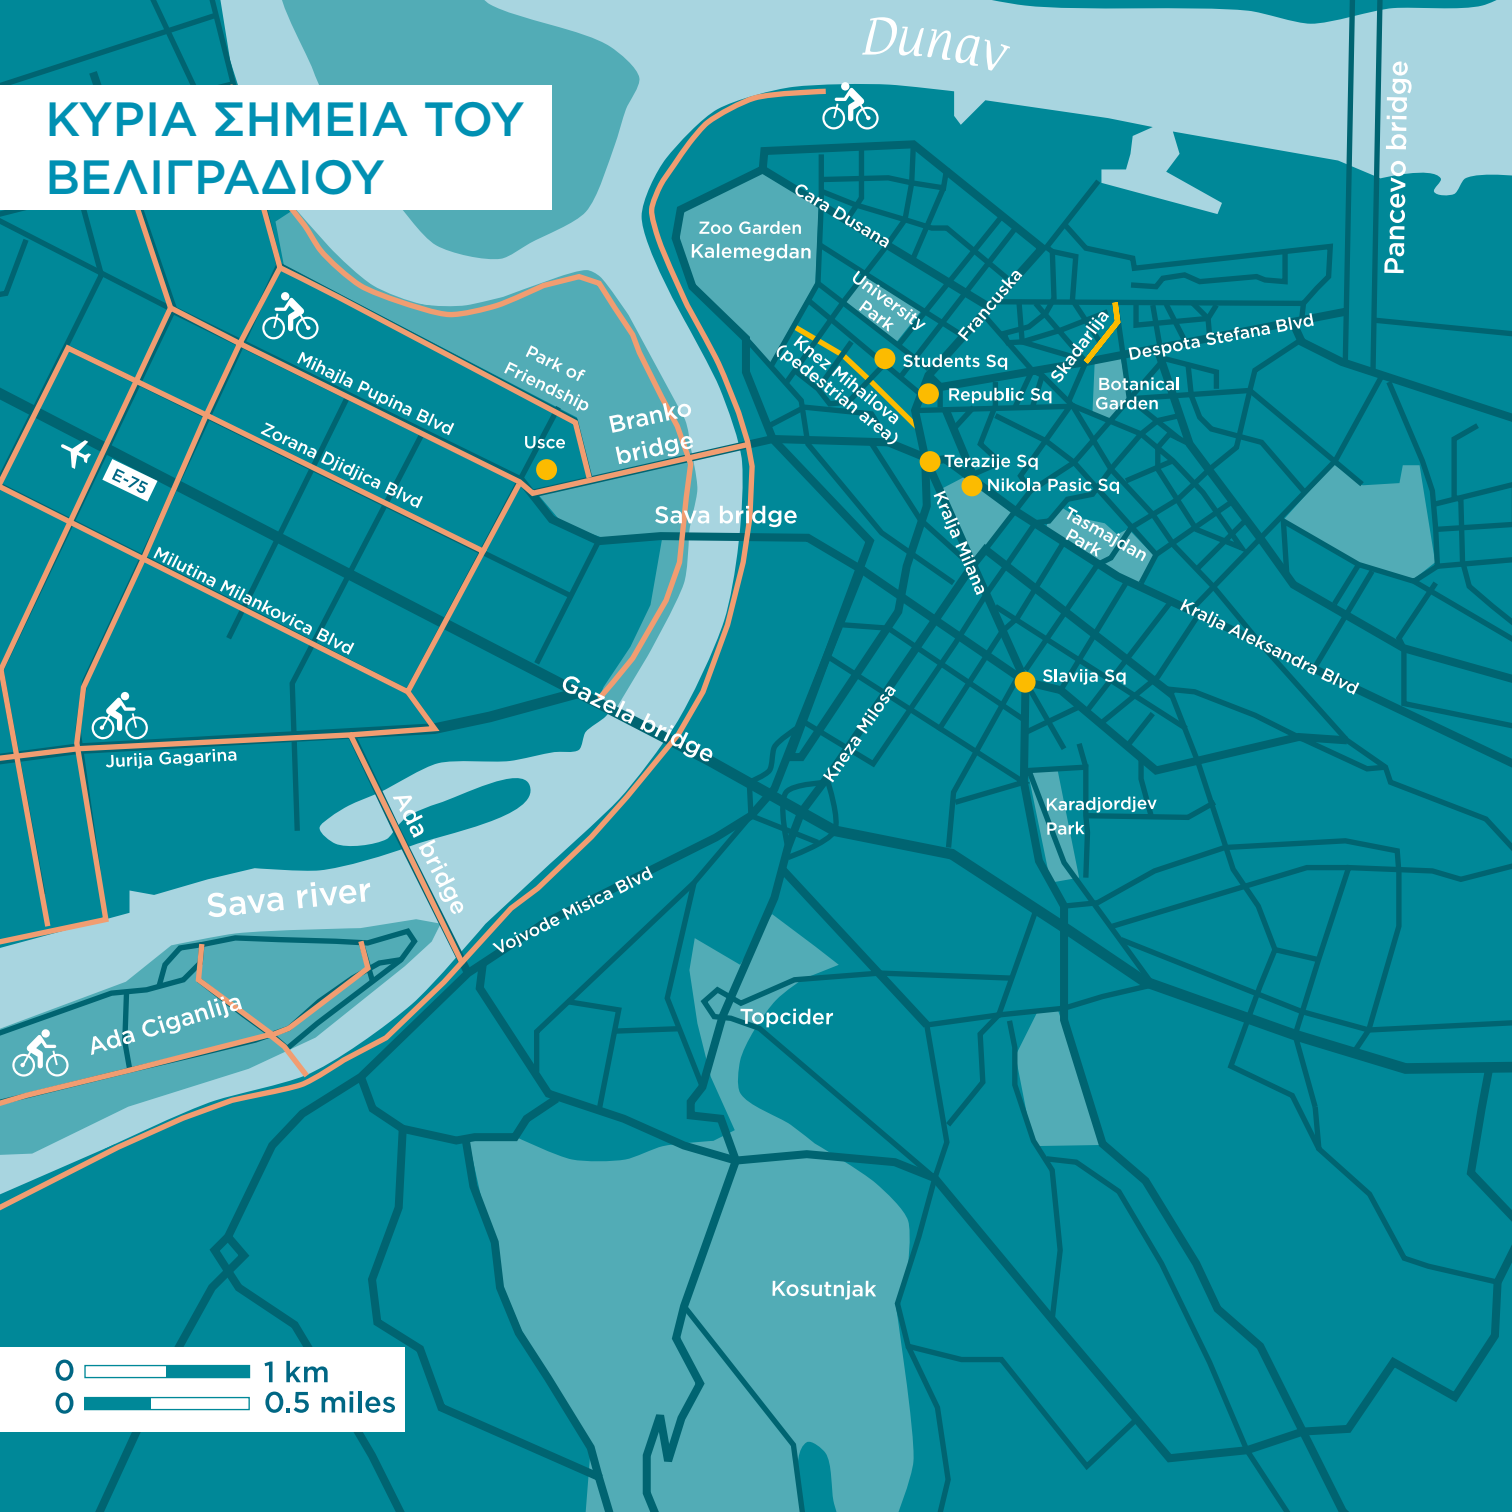 Dunav
ΚΥΡΙΑ ΣΗΜΕΙΑ ΤΟΥ
ΒΕΛΙΓΡΑΔΙΟΥ
Pancevo bridge
Zoo Garden
Kalemegdan
Cara Dusana
University
Park
Francuska
Skadarlija
Despota Stefana Blvd
Knez Mihailova
(pedestrian area)
Students Sq
Republic Sq
Botanical
Garden
Mihajla Pupina Blvd
Park of
Friendship
Branko
bridge
Usce
Zorana Djidjica Blvd
E-75
Terazije Sq
Nikola Pasic Sq
Sava bridge
Kralja Milana
Tasmajdan
Park
Milutina Milankovica Blvd
Kralja Aleksandra Blvd
Slavija Sq
Gazela bridge
Kneza Milosa
Jurija Gagarina
Ada bridge
Karadjordjev
Park
Sava river
Vojvode Misica Blvd
Ada Ciganlija
Topcider
Kosutnjak
0 1 km
0 0.5 miles